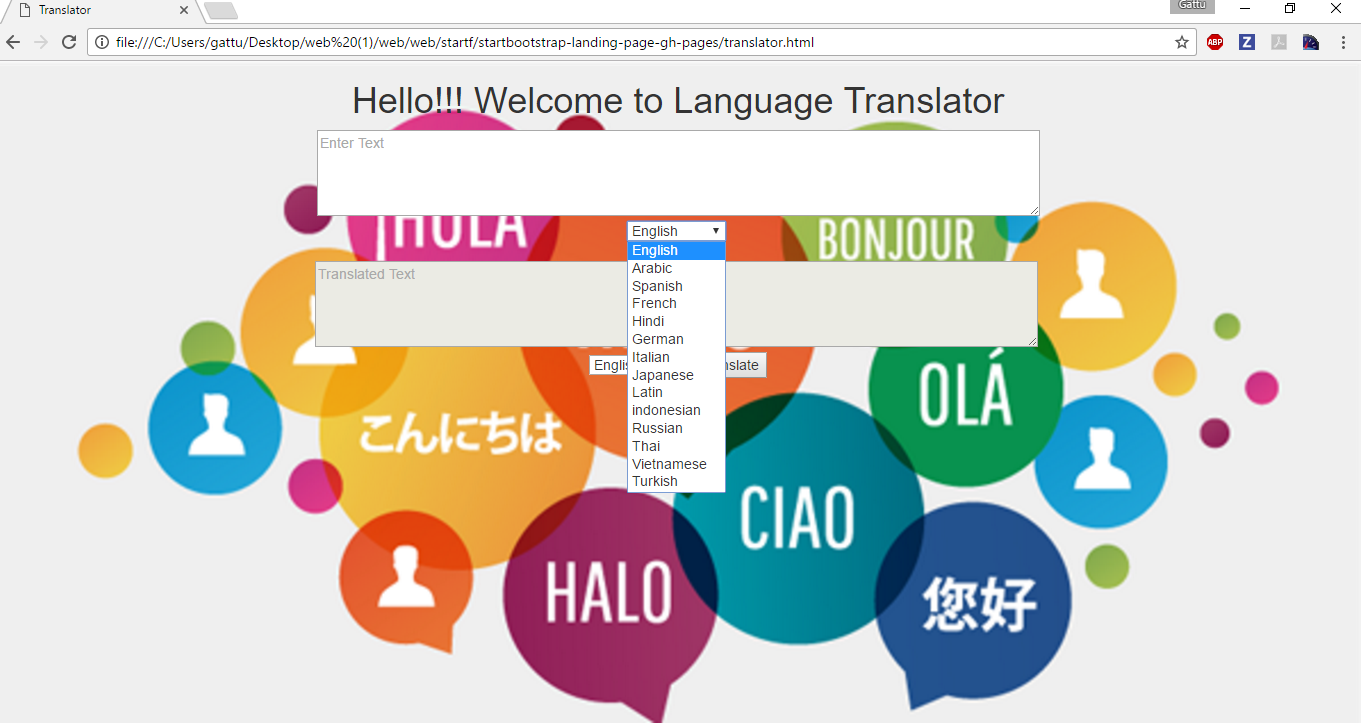 Translator
Gattu
file:///C:/Users/gattu/Desktop/web%20(1)/web/web/startf/startbootstrap-landing-page-gh-pages/translator.html
ABP
Z
Hello!!! Welcome to Language Translator
Enter Text
¡HOLA
BONJOUR
English
English
Arabic
Spanish
French
Hindi
German
Italian
Japanese
Latin
indonesian
Russian
Thai
Vietnamese
Turkish
Translated Text
Englis
nslate
OLÁ
こんにちは
CIAO
HALO
您好